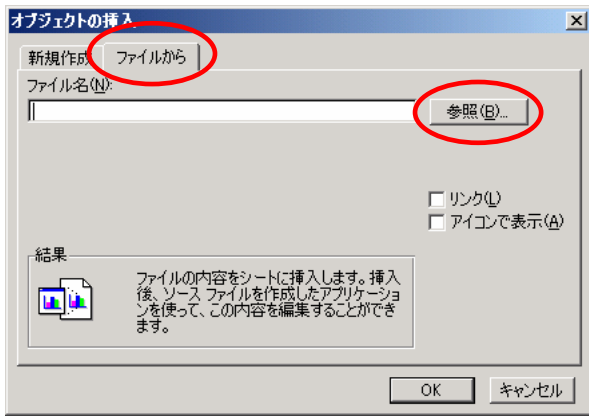 オブジェクトの挿入
新規作成 ファイルから
ファイル名(N):
参照(B)...
リンク(L)
アイコンで表示(A)
結果
ファイルの内容をシートに挿入します。挿入
後、ソース ファイルを作成したアプリケーショ
ンを使って、この内容を編集することができ
ます。
OK キャンセル